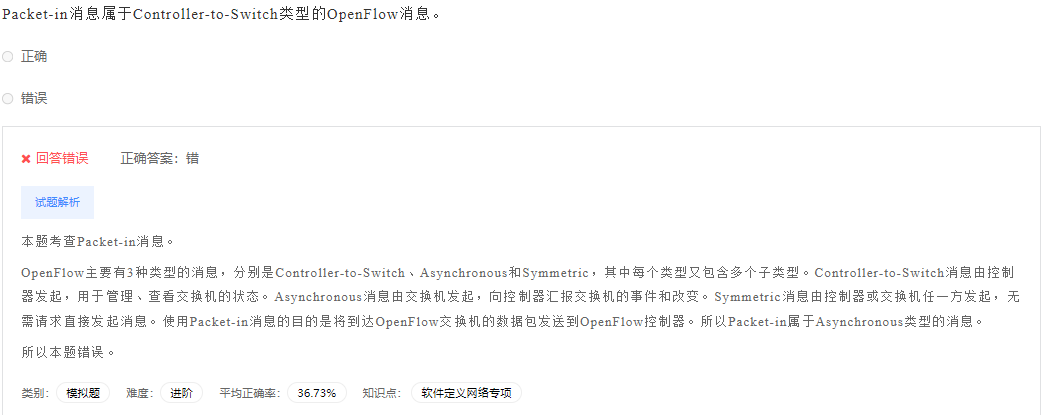 Packet-in消息属于Controller-to-Switch类型的OpenFlow消息。
正确
错误
✖ 回答错误 正确答案：错
试题解析
本题考查Packet-in消息。
OpenFlow主要有3种类型的消息，分别是Controller-to-Switch、Asynchronous和Symmetric，其中每个类型又包含多个子类型。Controller-to-Switch消息由控制
器发起，用于管理、查看交换机的状态。Asynchronous消息由交换机发起，向控制器汇报交换机的事件和改变。Symmetric消息由控制器或交换机任一方发起，无
需请求直接发起消息。使用Packet-in消息的目的是将到达OpenFlow交换机的数据包发送到OpenFlow控制器。所以Packet-in属于Asynchronous类型的消息。
所以本题错误。
类别： 模拟题 难度： 进阶 平均正确率： 36.73% 知识点： 软件定义网络专项